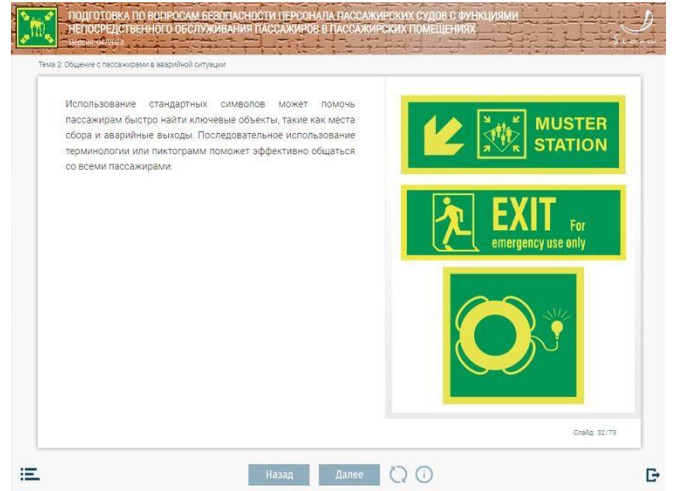 ПОДГОТОВКА ПО ВОПРОСАМ БЕЗОПАСНОСТИ ПЕРСОНАЛА ПАССАЖИРСКИХ СУДОВ С ФУНКЦИЯМИ
НЕПОСРЕДСТВЕННОГО ОБСЛУЖИВАНИЯ ПАССАЖИРОВ В ПАССАЖИРСКИХ ПОМЕЩЕНИЯХ
Тема 2: Общение с пассажирами в аварийной ситуации
Использование стандартных символов может помочь
пассажирам быстро найти ключевые объекты, такие как места
сбора и аварийные выходы. Последовательное использование
терминологии или пиктограмм поможет эффективно общаться
со всеми пассажирами.
MUSTER
STATION
EXIT For
emergency use only
Слайд: 32/73
Назад
Далее